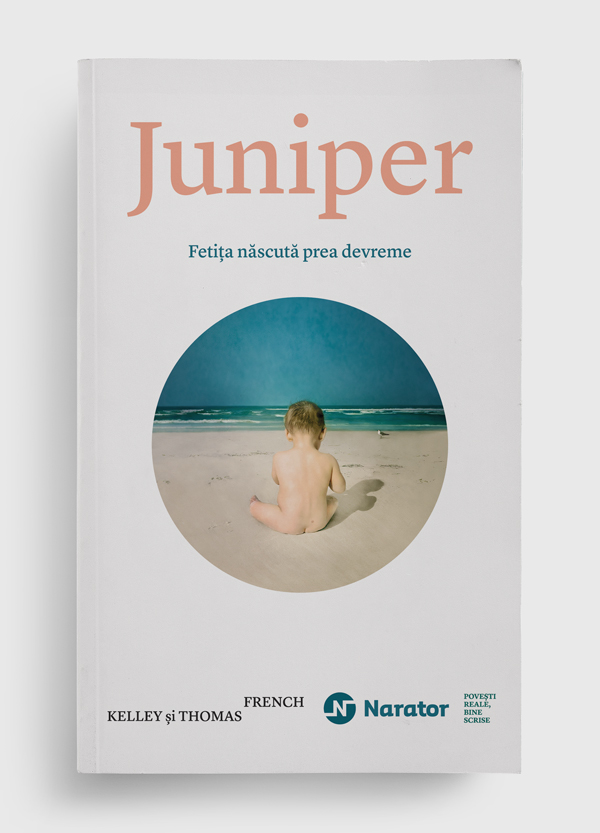 Juniper
Fetița născută prea devreme
FRENCH
KELLEY și THOMAS
Narator
POVEȘTI
REALE,
BINE
SCRISE